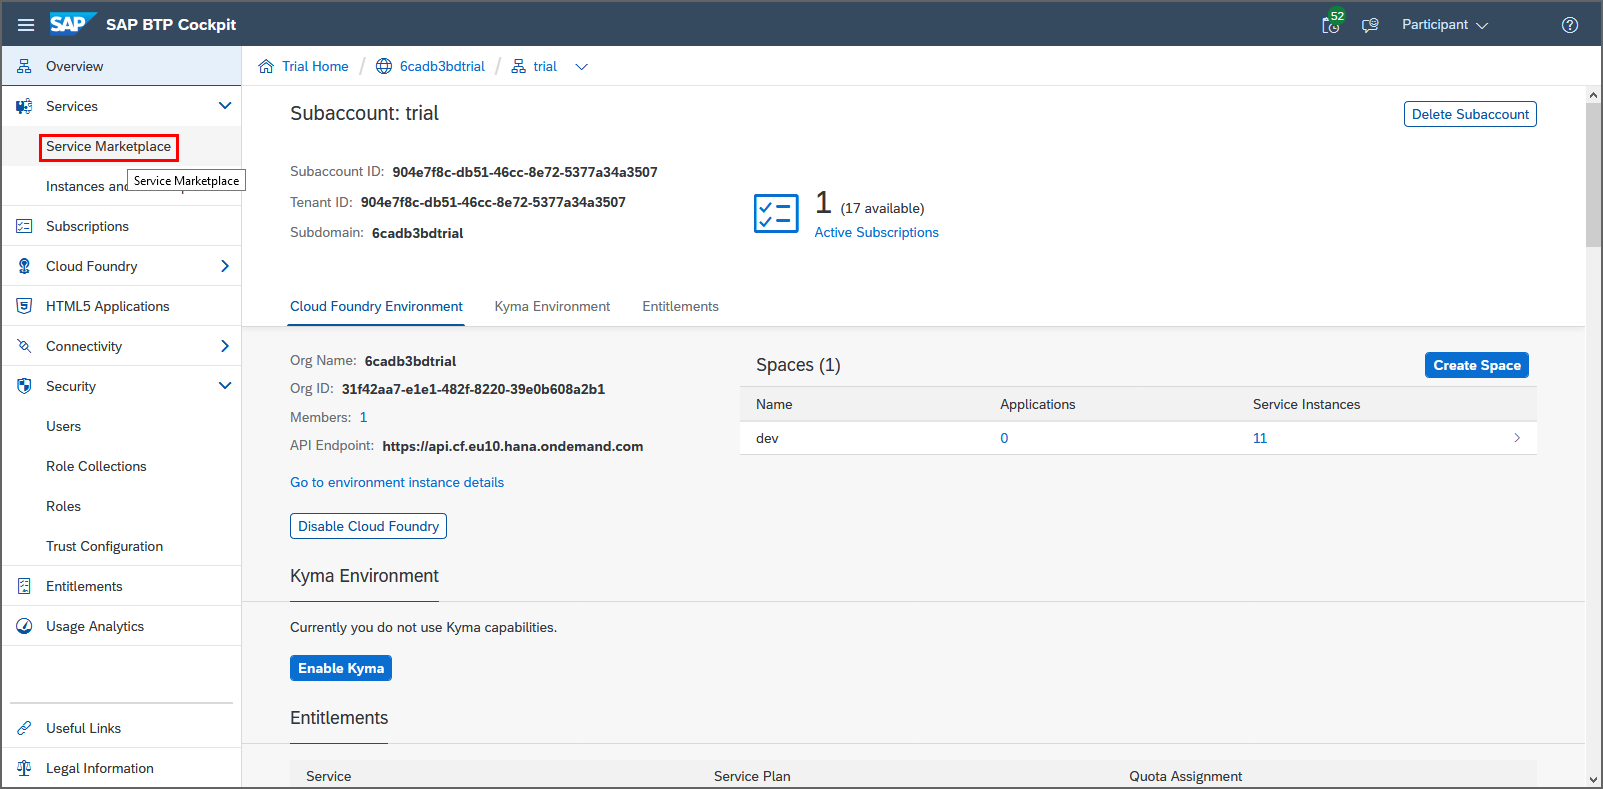 SAP SAP BTP Cockpit
52
Participant
Overview
Services
Service Marketplace
Instances and
Service Marketplace
Subscriptions
Cloud Foundry
HTML5 Applications
Connectivity
Security
Users
Role Collections
Roles
Trust Configuration
Entitlements
Usage Analytics
Useful Links
Legal Information
Trial Home / 6cadb3bdtrial / trial
Subaccount: trial
Delete Subaccount
Subaccount ID: 904e7f8c-db51-46cc-8e72-5377a34a3507
Tenant ID: 904e7f8c-db51-46cc-8e72-5377a34a3507
Subdomain: 6cadb3bdtrial
1 (17 available)
Active Subscriptions
Cloud Foundry Environment Kyma Environment Entitlements
Org Name: 6cadb3bdtrial
Org ID: 31f42aa7-e1e1-482f-8220-39e0b608a2b1
Members: 1
API Endpoint: https://api.cf.eu10.hana.ondemand.com
Go to environment instance details
Disable Cloud Foundry
Spaces (1)
Create Space
Name Applications Service Instances
dev 0 11
Kyma Environment
Currently you do not use Kyma capabilities.
Enable Kyma
Entitlements
Service Service Plan Quota Assignment